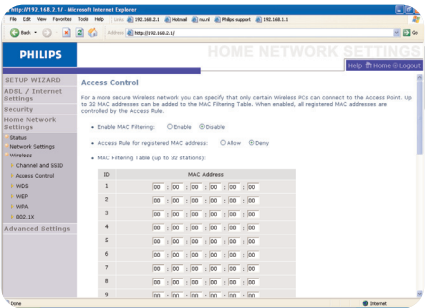 http://192.168.2.1/ - Microsoft Internet Explorer
File Edit View Favorites Tools Help Links 192.168.2.1 Hotmail nu.nl Philips support 192.168.1.1
Back Address http://192.168.2.1/ Go
PHILIPS
HOME NETWORK SETTINGS
Help Home Logout
SETUP WIZARD
ADSL / Internet Settings
Security
Home Network Settings
Status
Network Settings
Wireless
Channel and SSID
Access Control
WDS
WEP
WPA
802.1X
Advanced Settings
Access Control
For a more secure Wireless network you can specify that only certain Wireless PCs can connect to the Access Point. Up
to 32 MAC addresses can be added to the MAC Filtering Table. When enabled, all registered MAC addresses are
controlled by the Access Rule.
Enable MAC Filtering: Enable Disable
Access Rule for registered MAC address: Allow Deny
MAC Filtering Table (up to 32 stations):
ID MAC Address
1 00 : 00 : 00 : 00 : 00 : 00
2 00 : 00 : 00 : 00 : 00 : 00
3 00 : 00 : 00 : 00 : 00 : 00
4 00 : 00 : 00 : 00 : 00 : 00
5 00 : 00 : 00 : 00 : 00 : 00
6 00 : 00 : 00 : 00 : 00 : 00
7 00 : 00 : 00 : 00 : 00 : 00
8 00 : 00 : 00 : 00 : 00 : 00
9 00 : 00 : 00 : 00 : 00 : 00
Done Internet